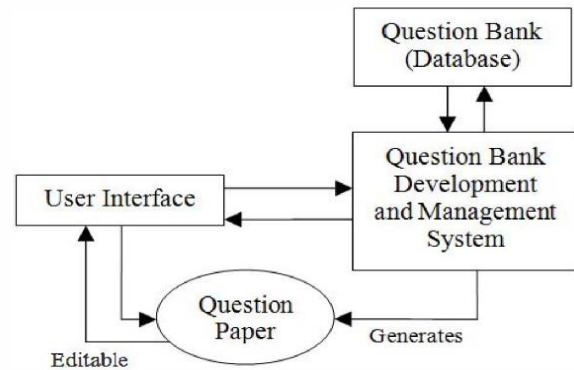 Question Bank
(Database)
Question Bank
Development
and Management
System
User Interface
Question
Paper
Generates
Editable